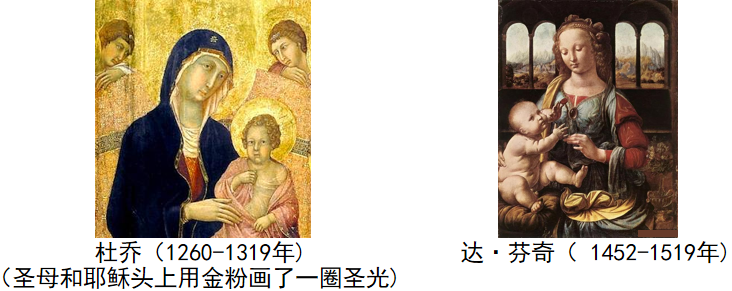 杜乔（1260-1319年)
（圣母和耶稣头上用金粉画了一圈圣光)
达·芬奇（ 1452-1519年)